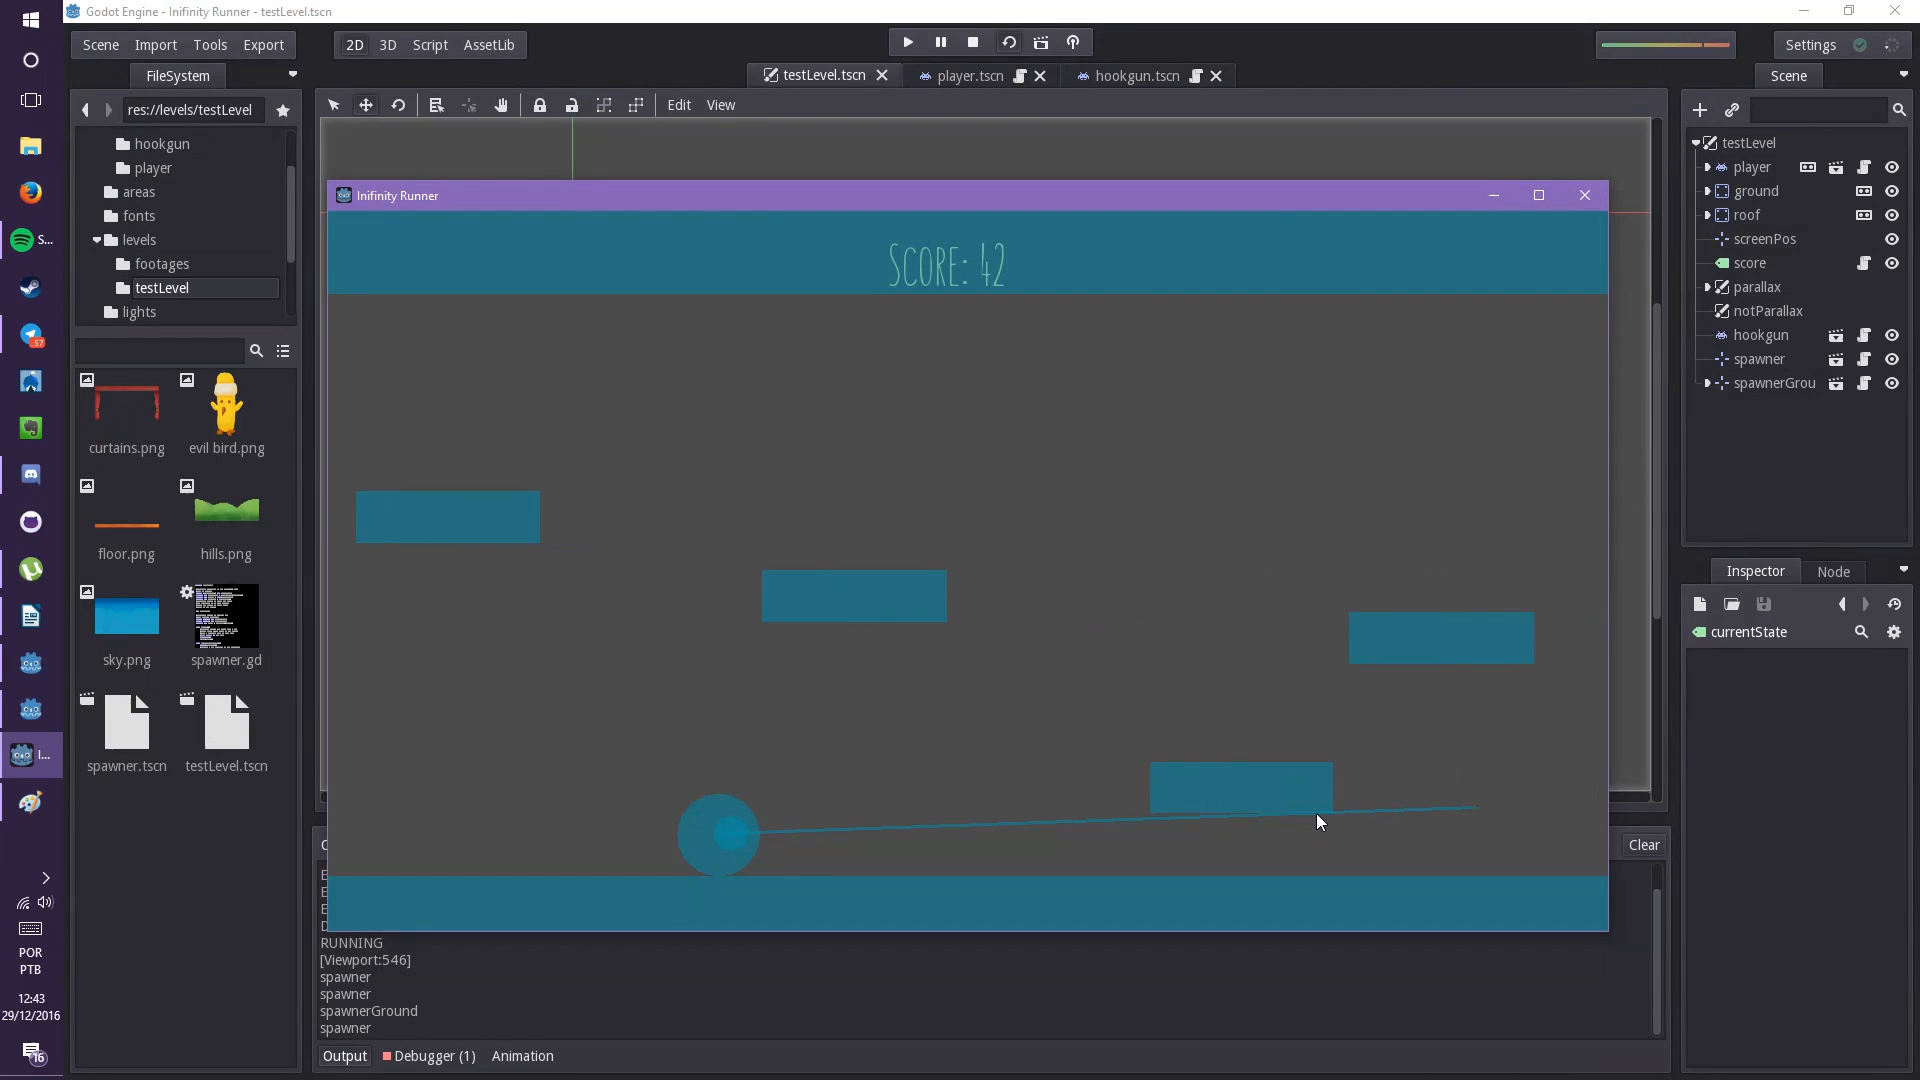 Godot Engine - Inifinity Runner - testLevel.tscn
Scene Import Tools Export
2D 3D Script AssetLib
Settings
FileSystem
testLevel.tscn
player.tscn
hookgun.tscn
Scene
res://levels/testLevel
Edit View
hookgun
player
areas
fonts
levels
footages
testLevel
lights
curtains.png
evil bird.png
floor.png
hills.png
sky.png
spawner.gd
spawner.tscn
testLevel.tscn
Inifinity Runner
Score: 42
testLevel
player
ground
roof
screenPos
score
parallax
notParallax
hookgun
spawner
spawnerGrou
Inspector
Node
currentState
Clear
RUNNING
[Viewport:546]
spawner
spawner
spawnerGround
spawner
Output
Debugger (1)
Animation
S...
57
I...
POR
PTB
12:43
29/12/2016
16